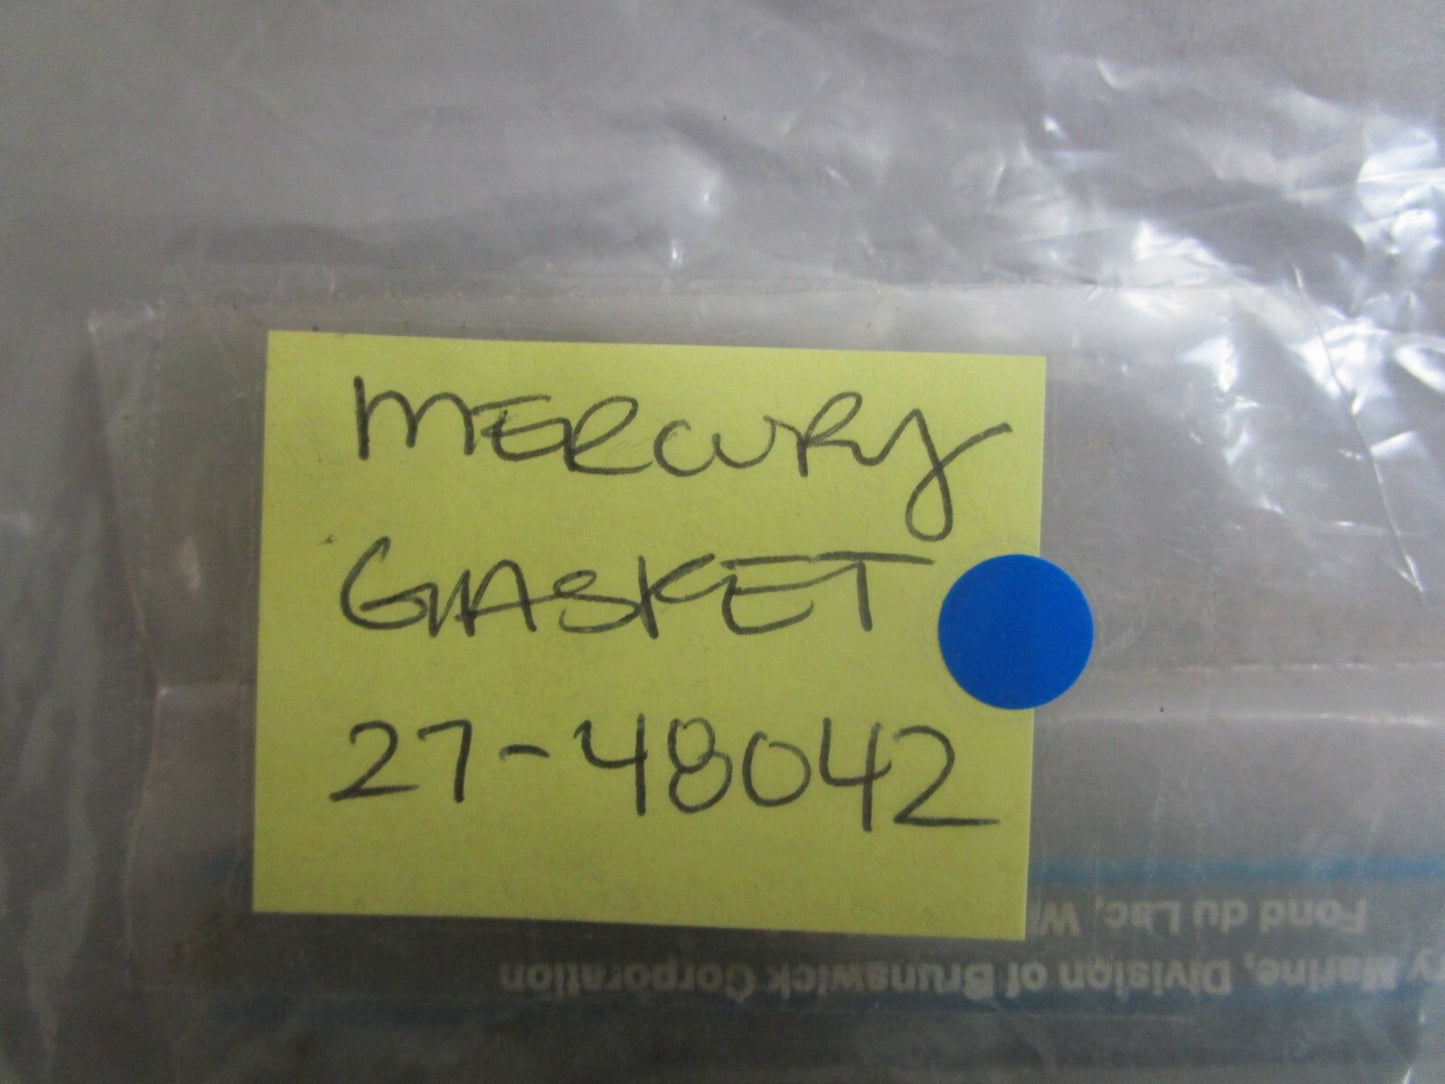 MERCURY
GASKET
27-48042
y Marine, Division of Brunswick Corporation
Fond du Lac, W